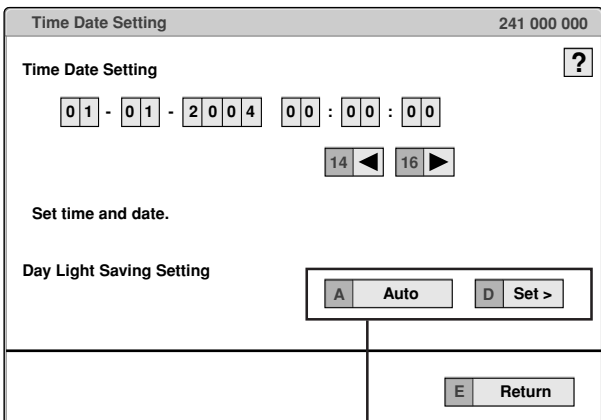 Time Date Setting 241 000 000
Time Date Setting ?
01 - 01 - 2004 00 : 00 : 00
14 ◀ 16 ▶
Set time and date.
Day Light Saving Setting
A Auto D Set >
E Return